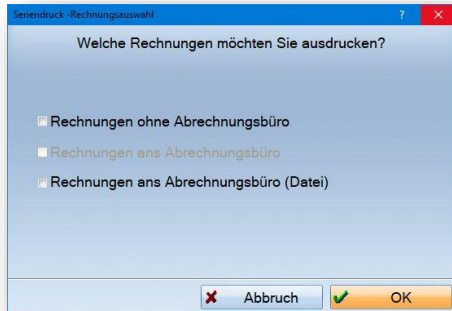 Seriendruck -Rechnungsauswahl
Welche Rechnungen möchten Sie ausdrucken?
Rechnungen ohne Abrechnungsbüro
Rechnungen ans Abrechnungsbüro
Rechnungen ans Abrechnungsbüro (Datei)
Abbruch OK